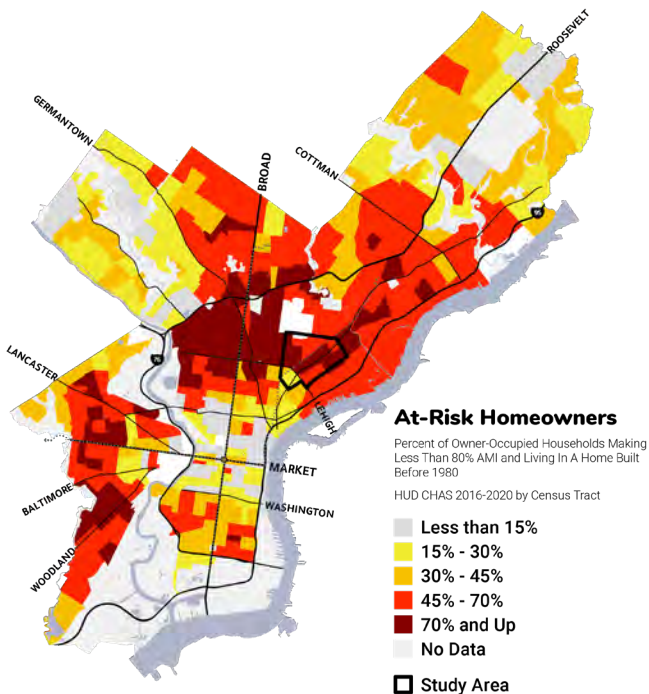 ROOSEVELT
GERMANTOWN
BROAD
COTTMAN
95
76
LANCASTER
LEHIGH
MARKET
BALTIMORE
WASHINGTON
WOODLAND
At-Risk Homeowners
Percent of Owner-Occupied Households Making
Less Than 80% AMI and Living In A Home Built
Before 1980
HUD CHAS 2016-2020 by Census Tract
Less than 15%
15% - 30%
30% - 45%
45% - 70%
70% and Up
No Data
Study Area